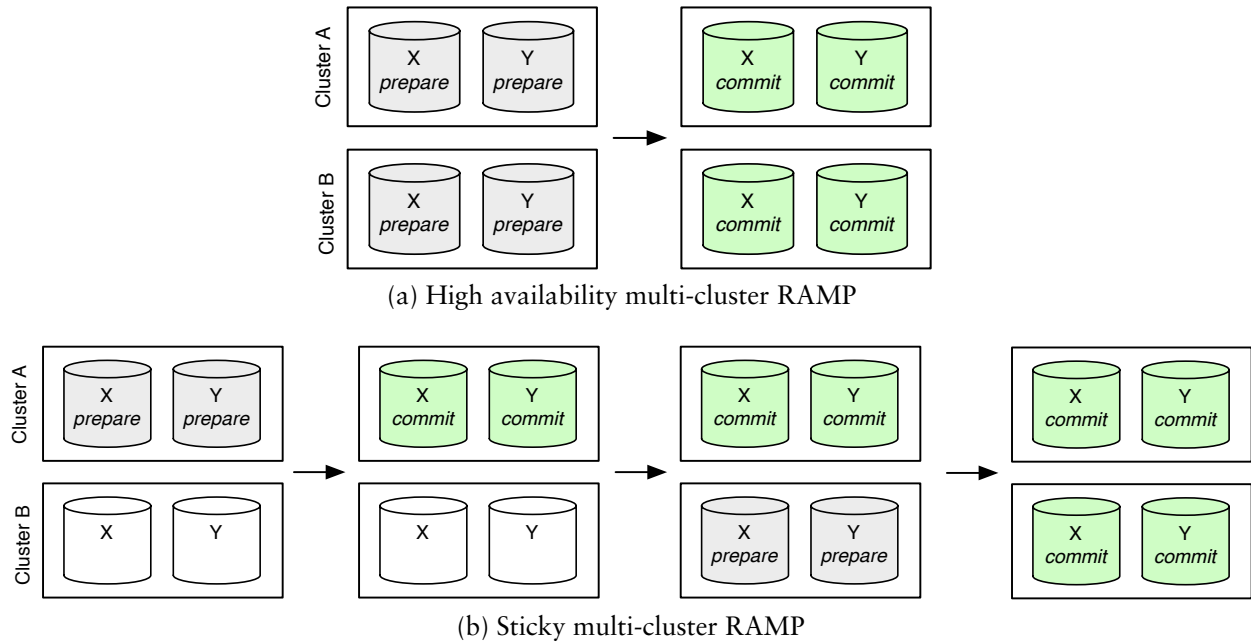 Cluster A
X
prepare
Y
prepare
X
commit
Y
commit
Cluster B
X
prepare
Y
prepare
X
commit
Y
commit
(a) High availability multi-cluster RAMP
Cluster A
X
prepare
Y
prepare
X
commit
Y
commit
X
commit
Y
commit
X
commit
Y
commit
Cluster B
X
Y
X
Y
X
prepare
Y
prepare
X
commit
Y
commit
(b) Sticky multi-cluster RAMP